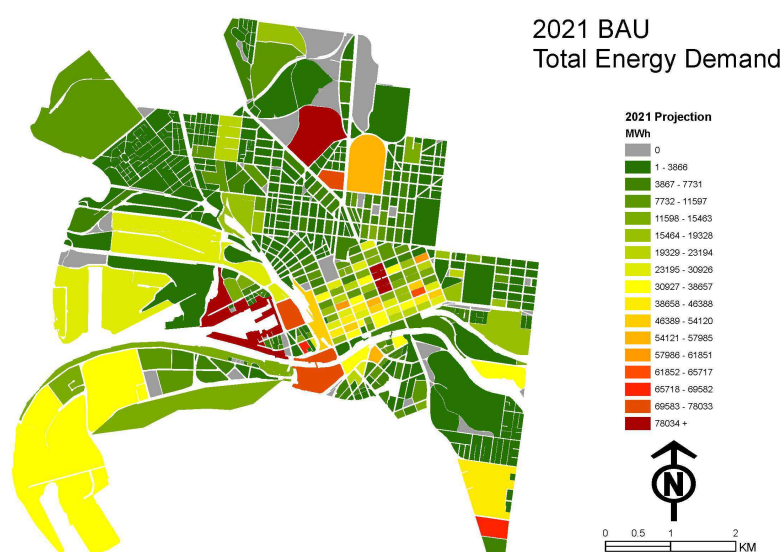 2021 BAU
Total Energy Demand
2021 Projection
MWh
0
1 - 3866
3867 - 7731
7732 - 11597
11598 - 15463
15464 - 19328
19329 - 23194
23195 - 30926
30927 - 38657
38658 - 46388
46389 - 54120
54121 - 57985
57986 - 61851
61852 - 65717
65718 - 69582
69583 - 78033
78034 +
N
0 0.5 1 2
KM